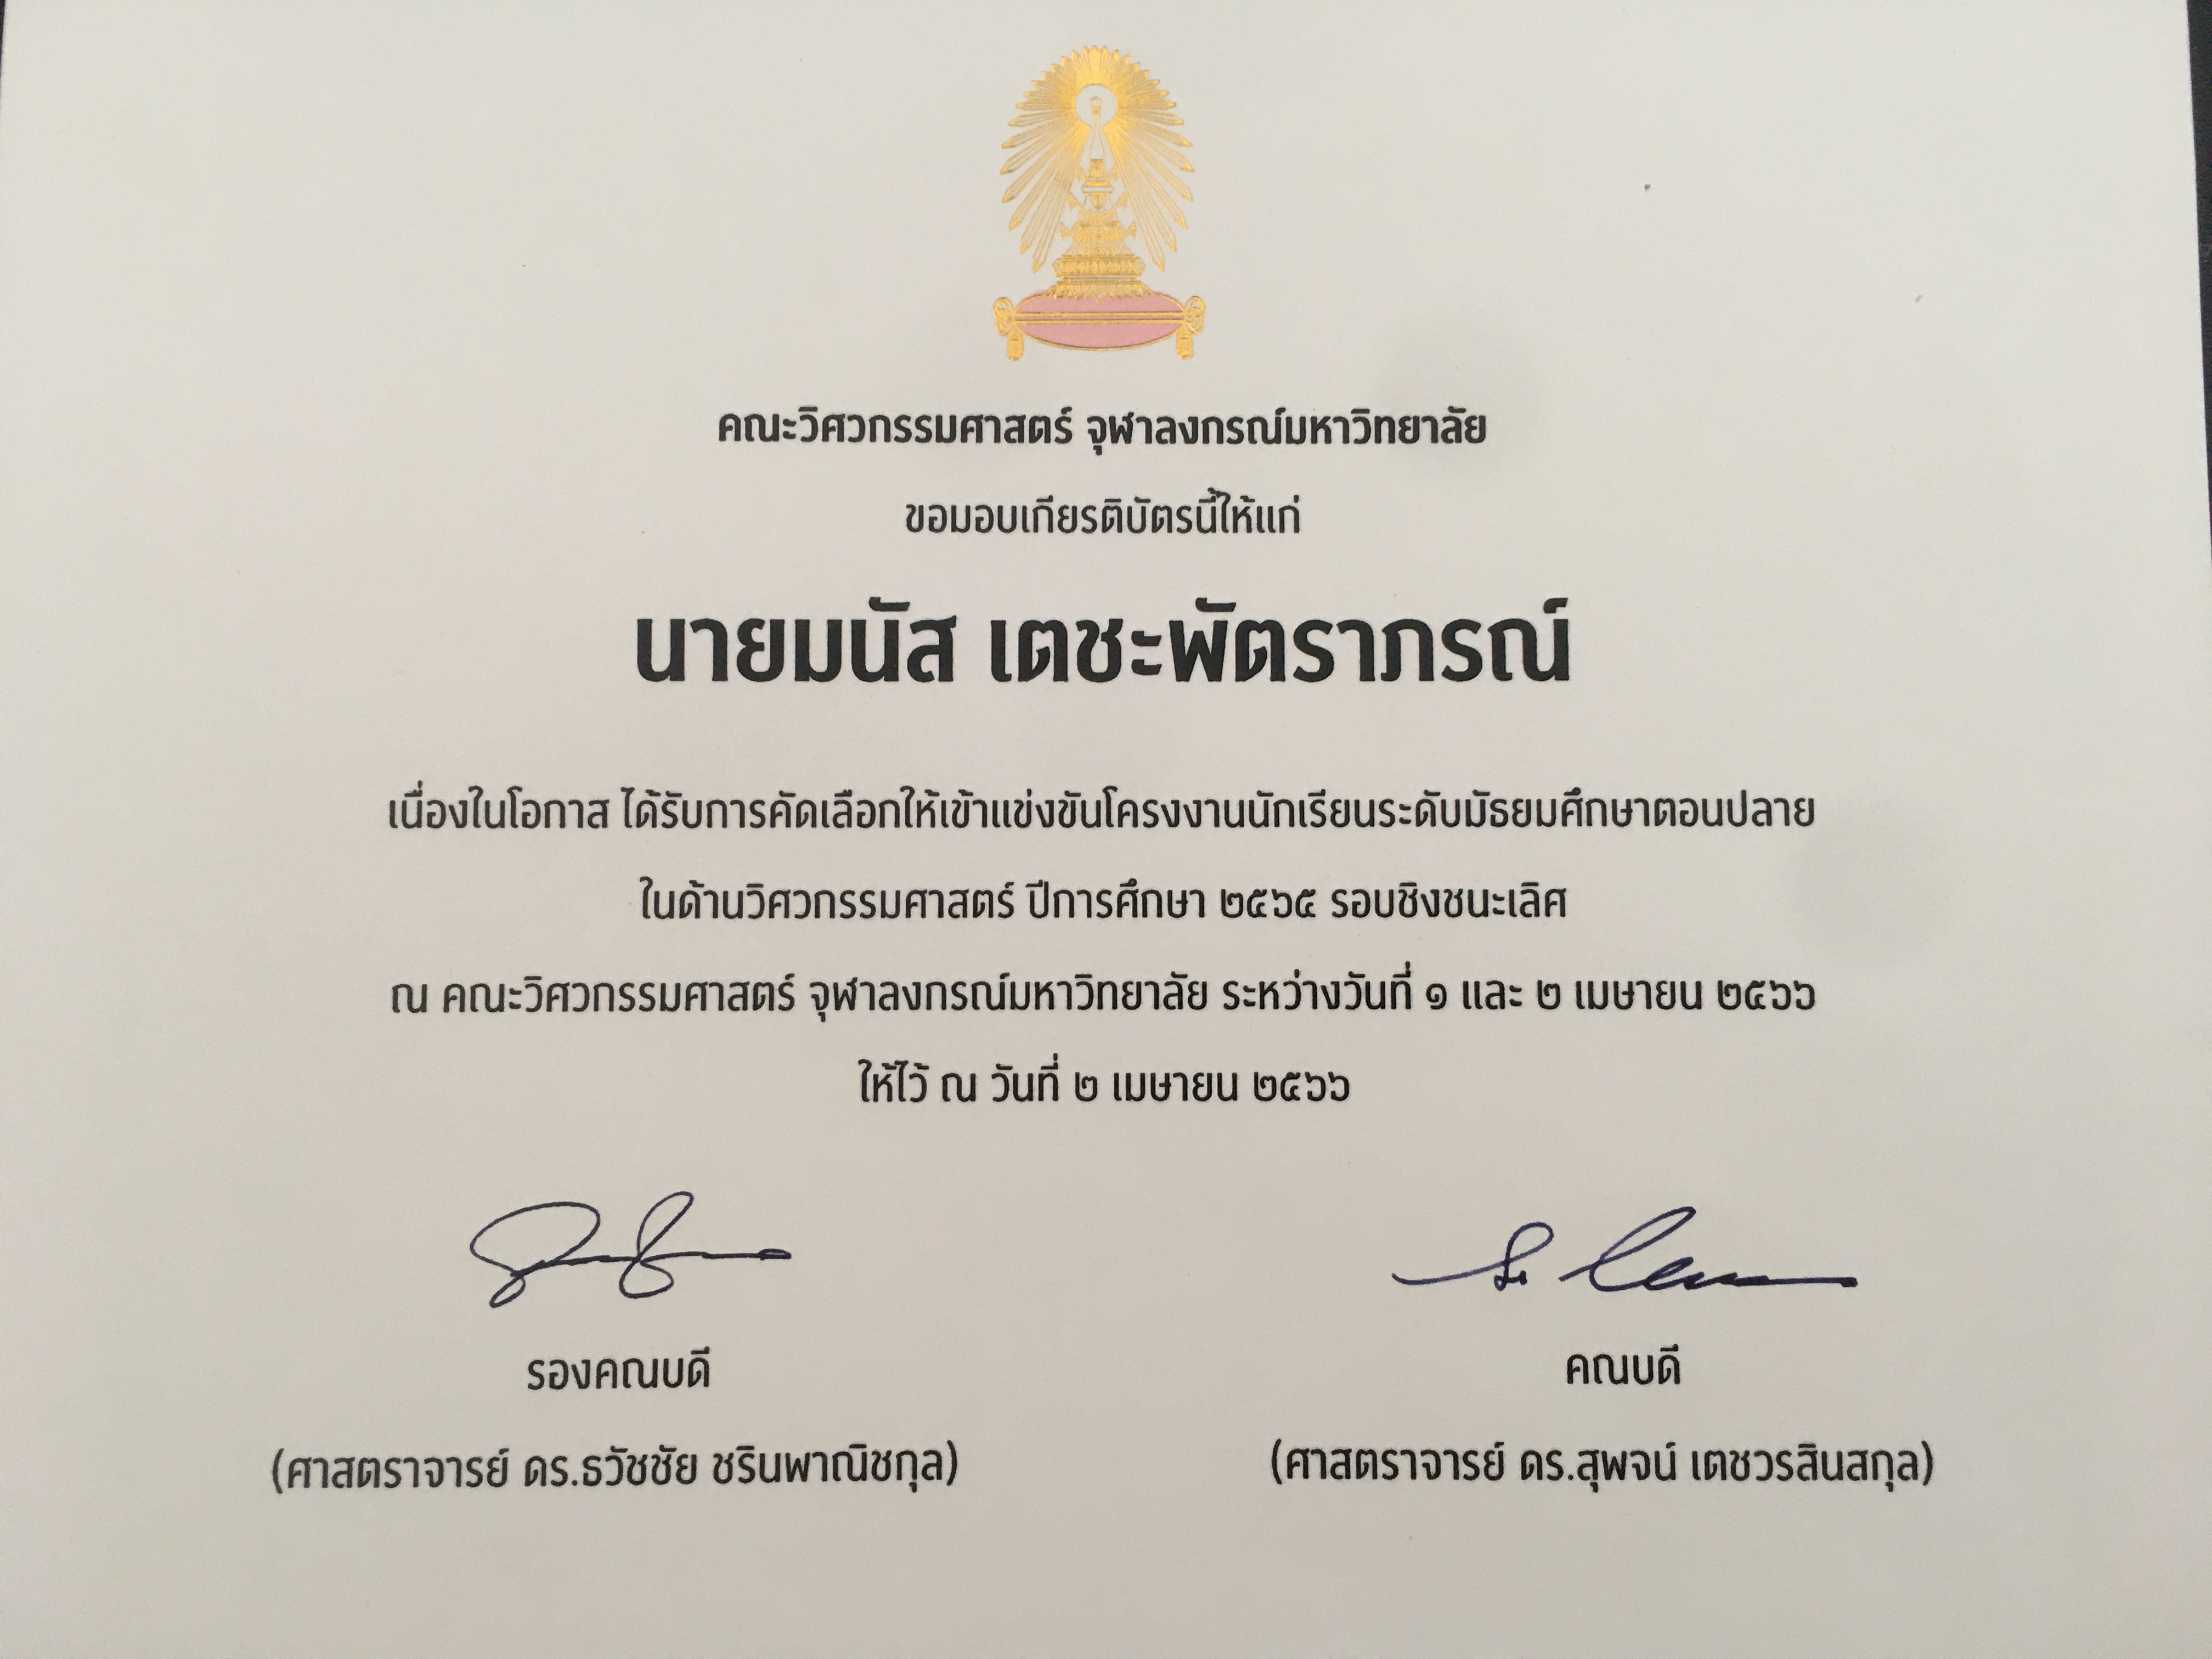 คณะวิศวกรรมศาสตร์ จุฬาลงกรณ์มหาวิทยาลัย
ขอมอบเกียรติบัตรนี้ให้แก่
นายมนัส เตชะพัตราภรณ์
เนื่องในโอกาส ได้รับการคัดเลือกให้เข้าแข่งขันโครงงานนักเรียนระดับมัธยมศึกษาตอนปลาย
ในด้านวิศวกรรมศาสตร์ ปีการศึกษา ๒๕๖๕ รอบชิงชนะเลิศ
ณ คณะวิศวกรรมศาสตร์ จุฬาลงกรณ์มหาวิทยาลัย ระหว่างวันที่ ๑ และ ๒ เมษายน ๒๕๖๖
ให้ไว้ ณ วันที่ ๒ เมษายน ๒๕๖๖
รองคณบดี
(ศาสตราจารย์ ดร.ธวัชชัย ชรินพาณิชกุล)
คณบดี
(ศาสตราจารย์ ดร.สุพจน์ เตชวรสินสกุล)